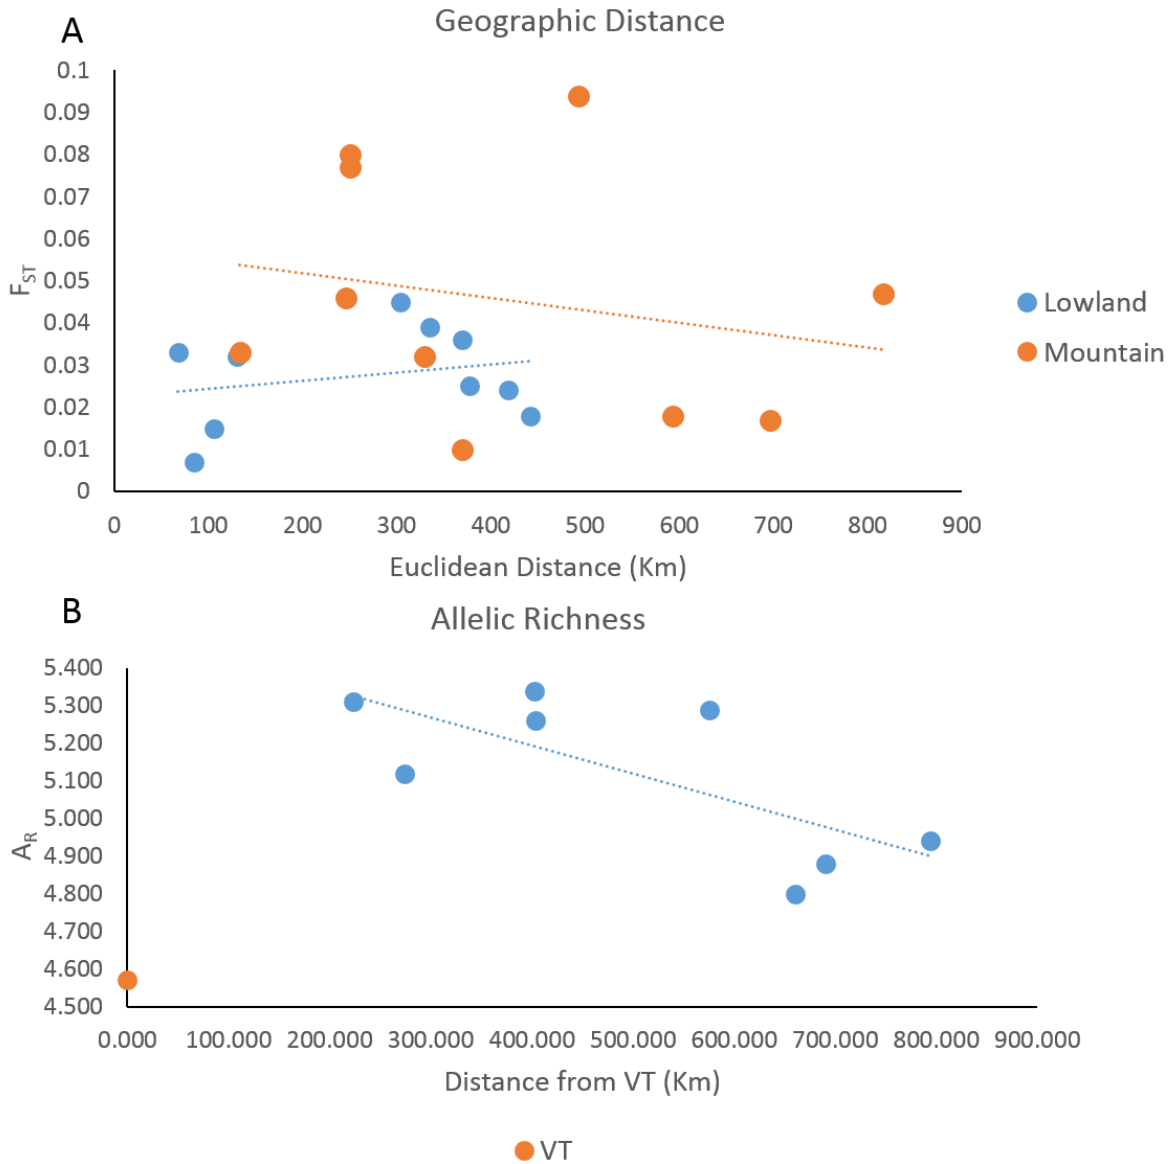 A
Geographic Distance
0.1
0.09
0.08
0.07
0.06
0.05
0.04
0.03
0.02
0.01
0
FST
0 100 200 300 400 500 600 700 800 900
Euclidean Distance (Km)
Lowland
Mountain
B
Allelic Richness
5.400
5.300
5.200
5.100
5.000
4.900
4.800
4.700
4.600
4.500
AR
0.000 100.000 200.000 300.000 400.000 500.000 600.000 700.000 800.000 900.000
Distance from VT (Km)
VT